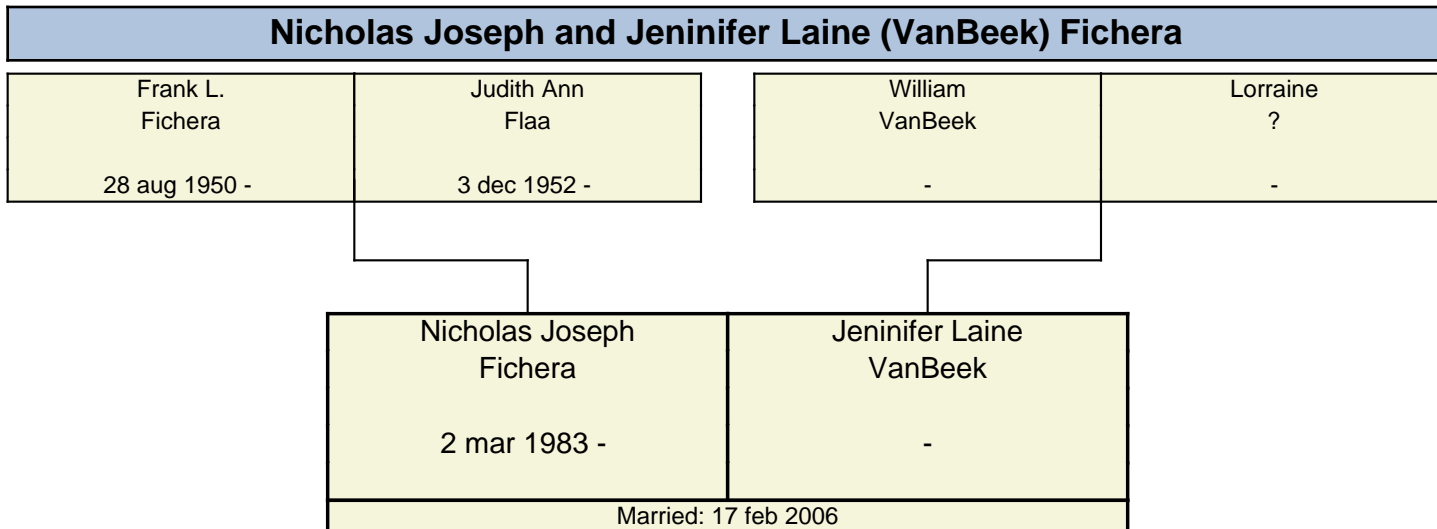 Nicholas Joseph and Jeninifer Laine (VanBeek) Fichera
Frank L.
Fichera
28 aug 1950 -
Judith Ann
Flaa
3 dec 1952 -
William
VanBeek
-
Lorraine
?
-
Nicholas Joseph
Fichera
2 mar 1983 -
Jeninifer Laine
VanBeek
-
Married: 17 feb 2006